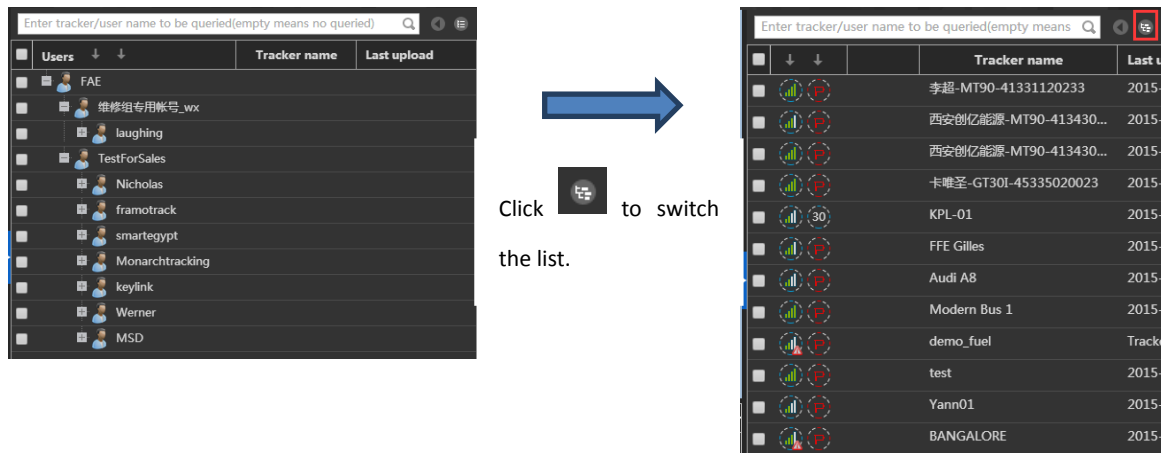 Enter tracker/user name to be queried(empty means no queried)
Users Tracker name Last upload
FAE
维修组专用帐号_wx
laughing
TestForSales
Nicholas
framotrack
smartegypt
Monarchtracking
keylink
Werner
MSD
Click to switch
the list.
Enter tracker/user name to be queried(empty means
Tracker name Last u
李超-MT90-41331120233 2015-
西安创亿能源-MT90-413430... 2015-
西安创亿能源-MT90-413430... 2015-
卡唯圣-GT30I-45335020023 2015-
30 KPL-01 2015-
FFE Gilles 2015-
Audi A8 2015-
Modern Bus 1 2015-
demo_fuel Tracke
test 2015-
Yann01 2015-
BANGALORE 2015-